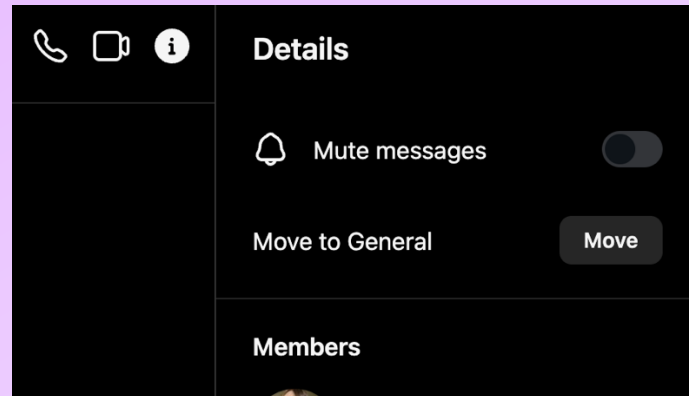 Details
Mute messages
Move to General
Move
Members